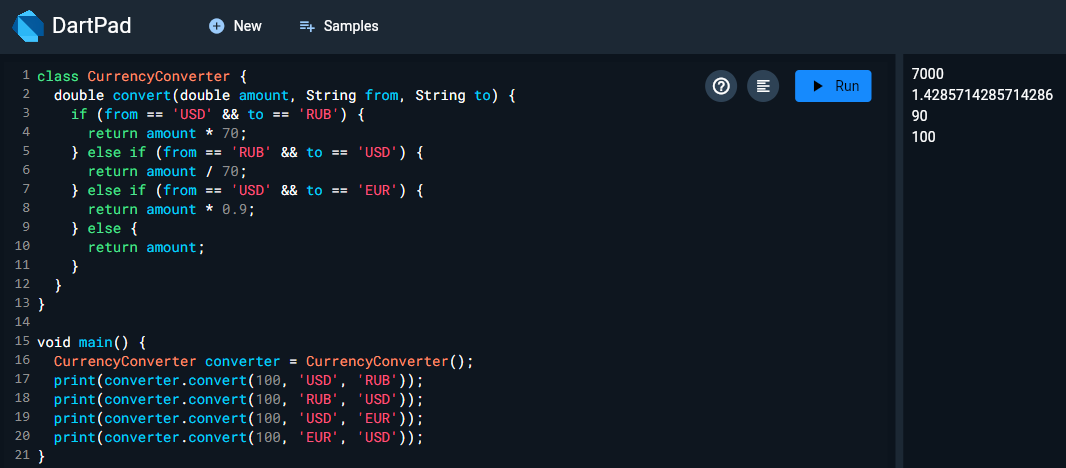 DartPad
New
Samples
1 class CurrencyConverter {
2   double convert(double amount, String from, String to) {
3     if (from == 'USD' && to == 'RUB') {
4       return amount * 70;
5     } else if (from == 'RUB' && to == 'USD') {
6       return amount / 70;
7     } else if (from == 'USD' && to == 'EUR') {
8       return amount * 0.9;
9     } else {
10       return amount;
11     }
12   }
13 }
14
15 void main() {
16   CurrencyConverter converter = CurrencyConverter();
17   print(converter.convert(100, 'USD', 'RUB'));
18   print(converter.convert(100, 'RUB', 'USD'));
19   print(converter.convert(100, 'USD', 'EUR'));
20   print(converter.convert(100, 'EUR', 'USD'));
21 }
?
Run
7000
1.4285714285714286
90
100